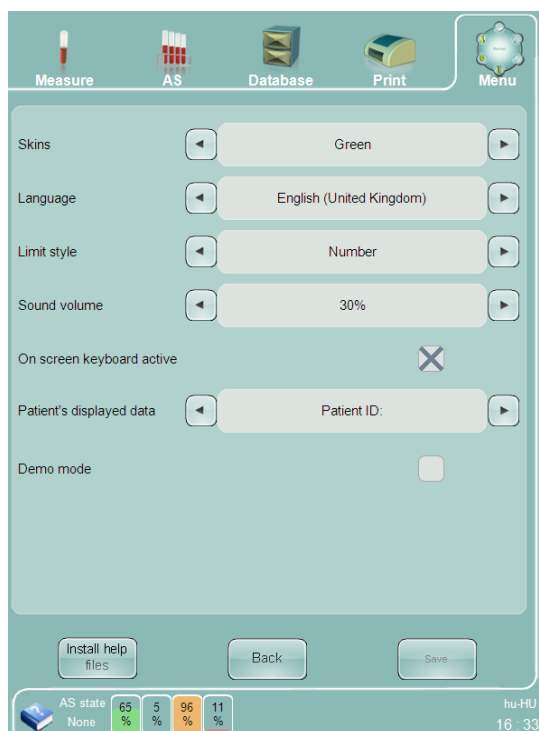 Measure AS Database Print Menu
Skins Green
Language English (United Kingdom)
Limit style Number
Sound volume 30%
On screen keyboard active
Patient's displayed data Patient ID:
Demo mode
Install help
files
Back
Save
AS state
None
65
%
5
%
96
%
11
%
hu-HU
16 : 33